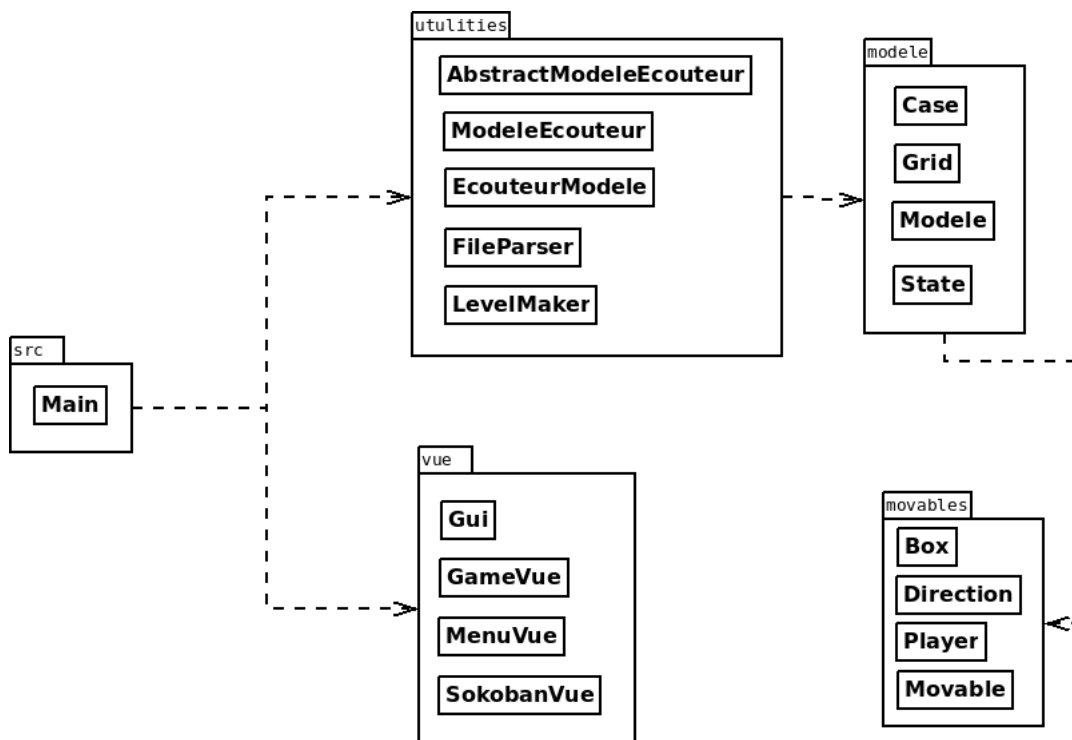 utulities
AbstractModeleEcouteur
ModeleEcouteur
EcouteurModele
FileParser
LevelMaker
modele
Case
Grid
Modele
State
src
Main
vue
Gui
GameVue
MenuVue
SokobanVue
movables
Box
Direction
Player
Movable